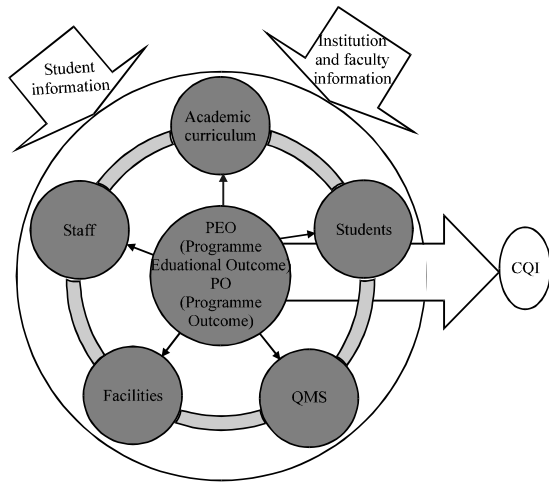 Student
information
Institution
and faculty
information
Academic
curriculum
Staff
Students
PEO
(Programme
Eduational Outcome)
PO
(Programme
Outcome)
CQI
Facilities
QMS